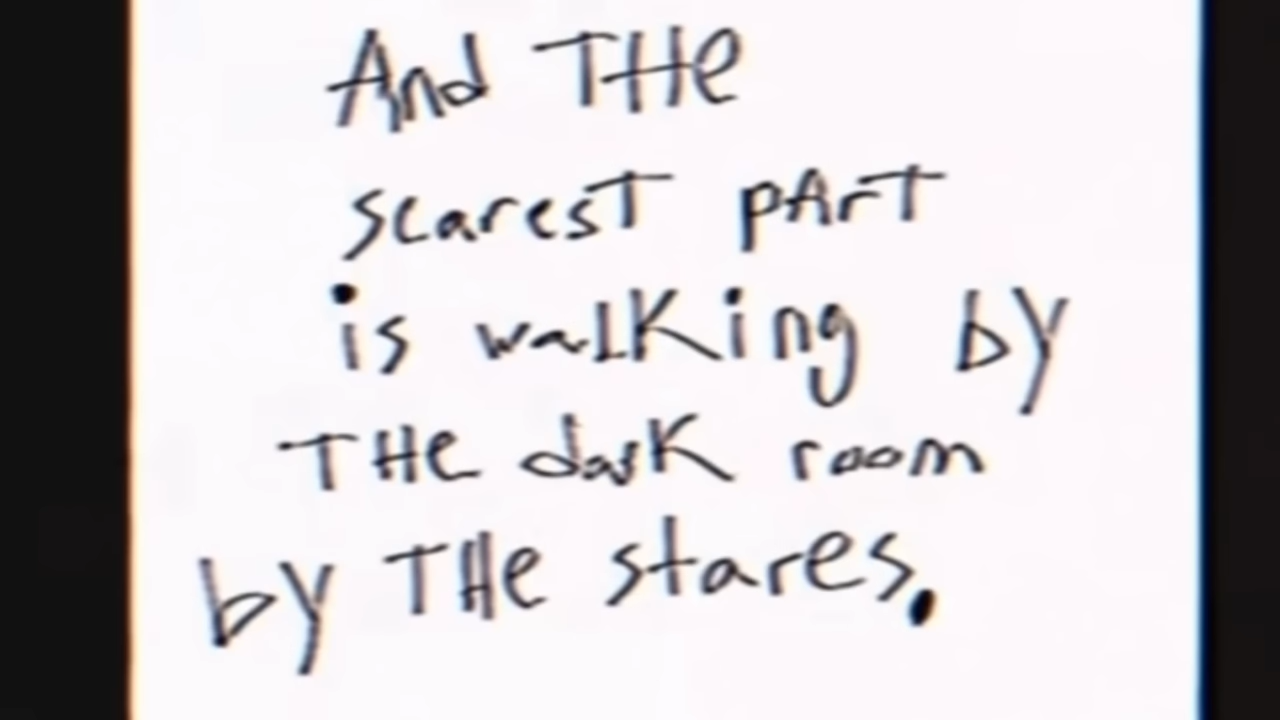 And THe
scaresT pArT
is walKing by
THe darK room
by THe stares.